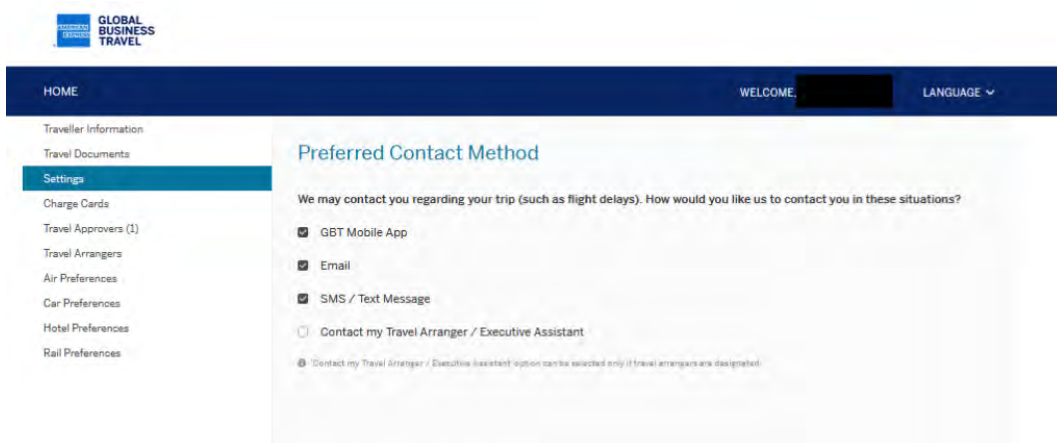 AMERICAN EXPRESS
GLOBAL
BUSINESS
TRAVEL
HOME
WELCOME,
LANGUAGE
Traveller Information
Travel Documents
Settings
Charge Cards
Travel Approvers (1)
Travel Arrangers
Air Preferences
Car Preferences
Hotel Preferences
Rail Preferences
Preferred Contact Method
We may contact you regarding your trip (such as flight delays). How would you like us to contact you in these situations?
GBT Mobile App
Email
SMS / Text Message
Contact my Travel Arranger / Executive Assistant
'Contact my Travel Arranger / Executive Assistant' option can be selected only if travel arrangers are designated.